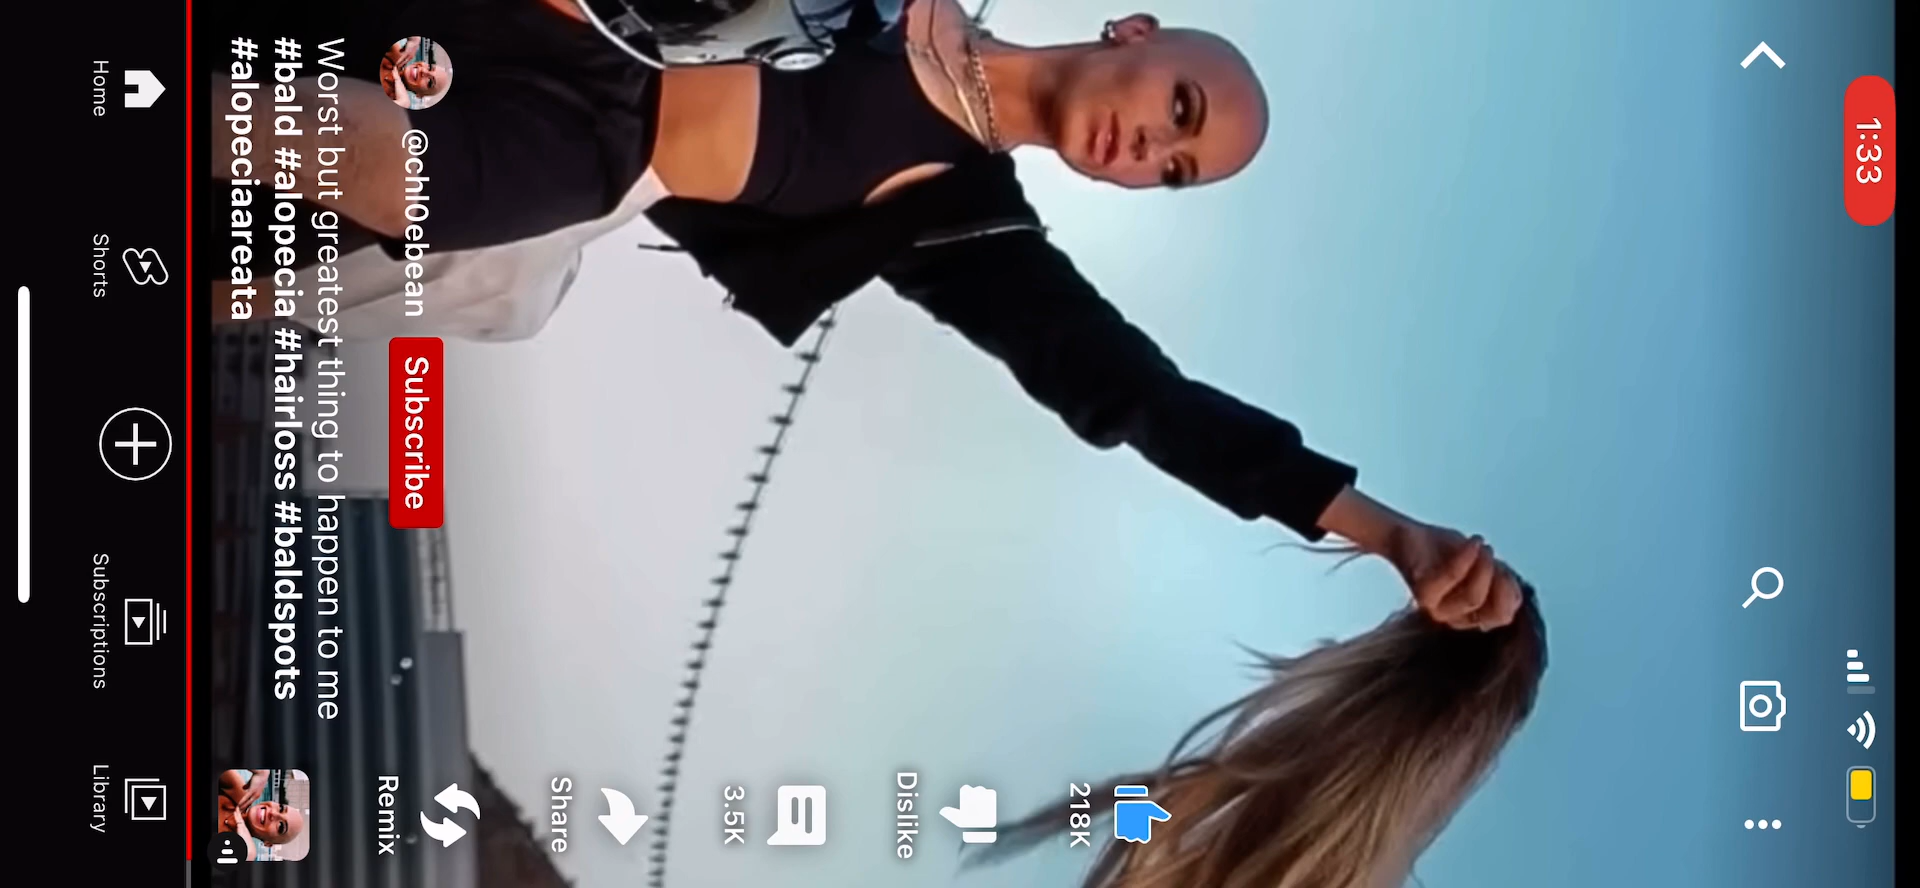 1:33
218K
Dislike
3.5K
Share
Remix
@chl0ebean
Subscribe
Worst but greatest thing to happen to me
#bald #alopecia #hairloss #baldspots
#alopeciaareata
Home
Shorts
Subscriptions
Library